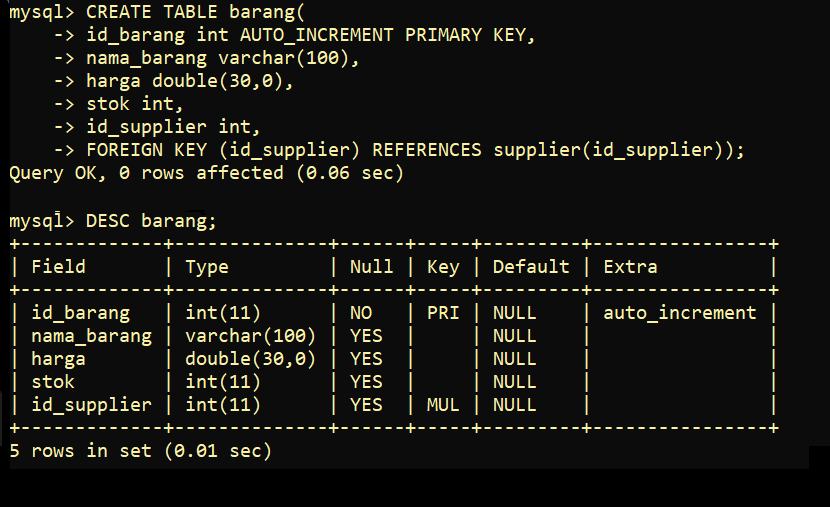 mysql> CREATE TABLE barang(
    -> id_barang int AUTO_INCREMENT PRIMARY KEY,
    -> nama_barang varchar(100),
    -> harga double(30,0),
    -> stok int,
    -> id_supplier int,
    -> FOREIGN KEY (id_supplier) REFERENCES supplier(id_supplier));
Query OK, 0 rows affected (0.06 sec)

mysql> DESC barang;
+-------------+--------------+------+-----+---------+----------------+
| Field       | Type         | Null | Key | Default | Extra          |
+-------------+--------------+------+-----+---------+----------------+
| id_barang   | int(11)      | NO   | PRI | NULL    | auto_increment |
| nama_barang | varchar(100) | YES  |     | NULL    |                |
| harga       | double(30,0) | YES  |     | NULL    |                |
| stok        | int(11)      | YES  |     | NULL    |                |
| id_supplier | int(11)      | YES  | MUL | NULL    |                |
+-------------+--------------+------+-----+---------+----------------+
5 rows in set (0.01 sec)